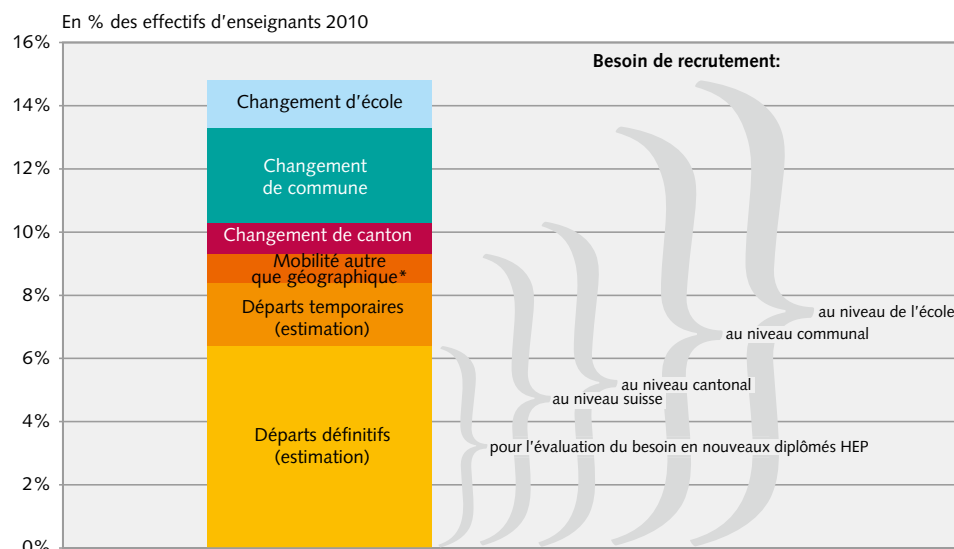 En % des effectifs d'enseignants 2010
16%
14%
12%
10%
8%
6%
4%
2%
0%
Changement d'école
Changement
de commune
Changement de canton
Mobilité autre
que géographique*
Départs temporaires
(estimation)
Départs définitifs
(estimation)
Besoin de recrutement:
au niveau de l'école
au niveau communal
au niveau cantonal
au niveau suisse
pour l'évaluation du besoin en nouveaux diplômés HEP